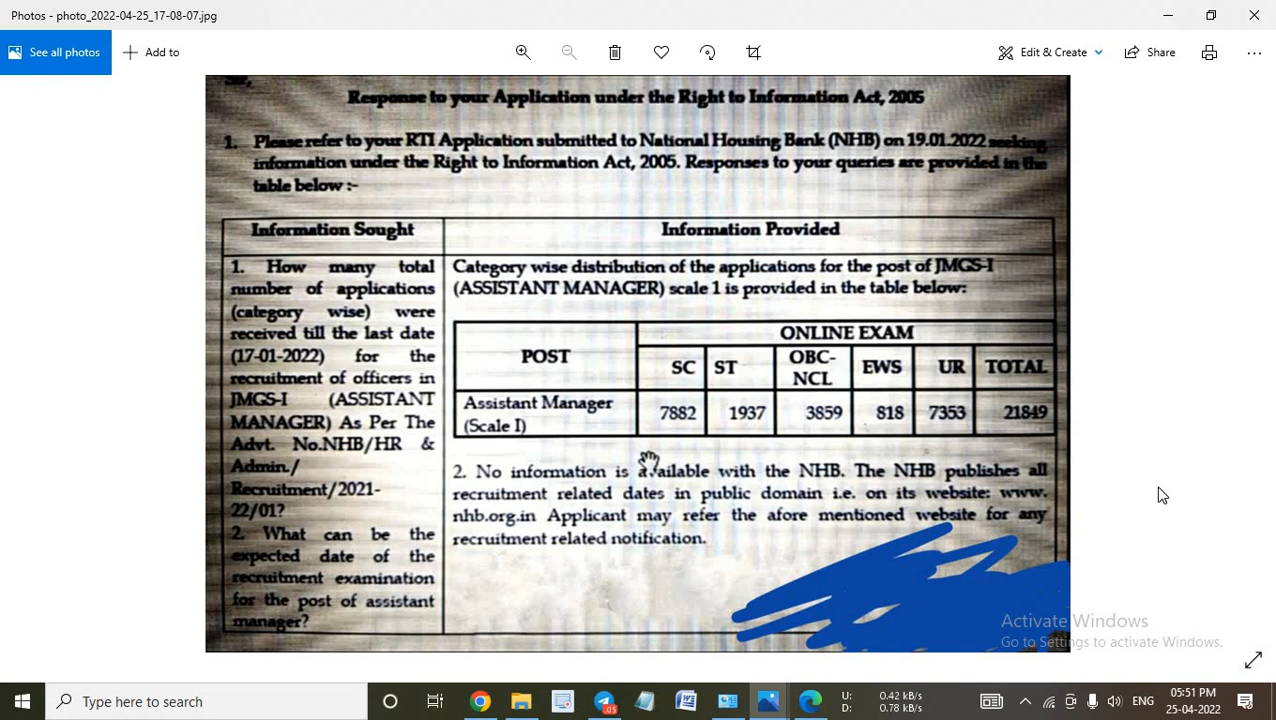 Photos - photo_2022-04-25_17-08-07.jpg
See all photos
Add to
Edit & Create
Share
Response to your Application under the Right to Information Act, 2005
1. Please refer to your RTI Application submitted to National Housing Bank (NHB) on 19.01.2022 seeking
information under the Right to Information Act, 2005. Responses to your queries are provided in the
table below :-
Information Sought
Information Provided
1. How many total
number of applications
(category wise) were
received till the last date
(17-01-2022) for the
recruitment of officers in
JMGS-I (ASSISTANT
MANAGER) As Per The
Advt. No.NHB/HR &
Admin./
Recruitment/2021-
22/01?
2. What can be the
expected date of the
recruitment examination
for the post of assistant
manager?
Category wise distribution of the applications for the post of JMGS-I
(ASSISTANT MANAGER) scale 1 is provided in the table below:
POST
ONLINE EXAM
SC ST OBC-NCL EWS UR TOTAL
Assistant Manager
(Scale I)
7882 1937 3859 818 7353 21849
2. No information is available with the NHB. The NHB publishes all
recruitment related dates in public domain i.e. on its website: www.
nhb.org.in Applicant may refer the afore mentioned website for any
recruitment related notification.
Activate Windows
Go to Settings to activate Windows.
Type here to search
.05
U: 0.42 kB/s
D: 0.78 kB/s
ENG
05:51 PM
25-04-2022